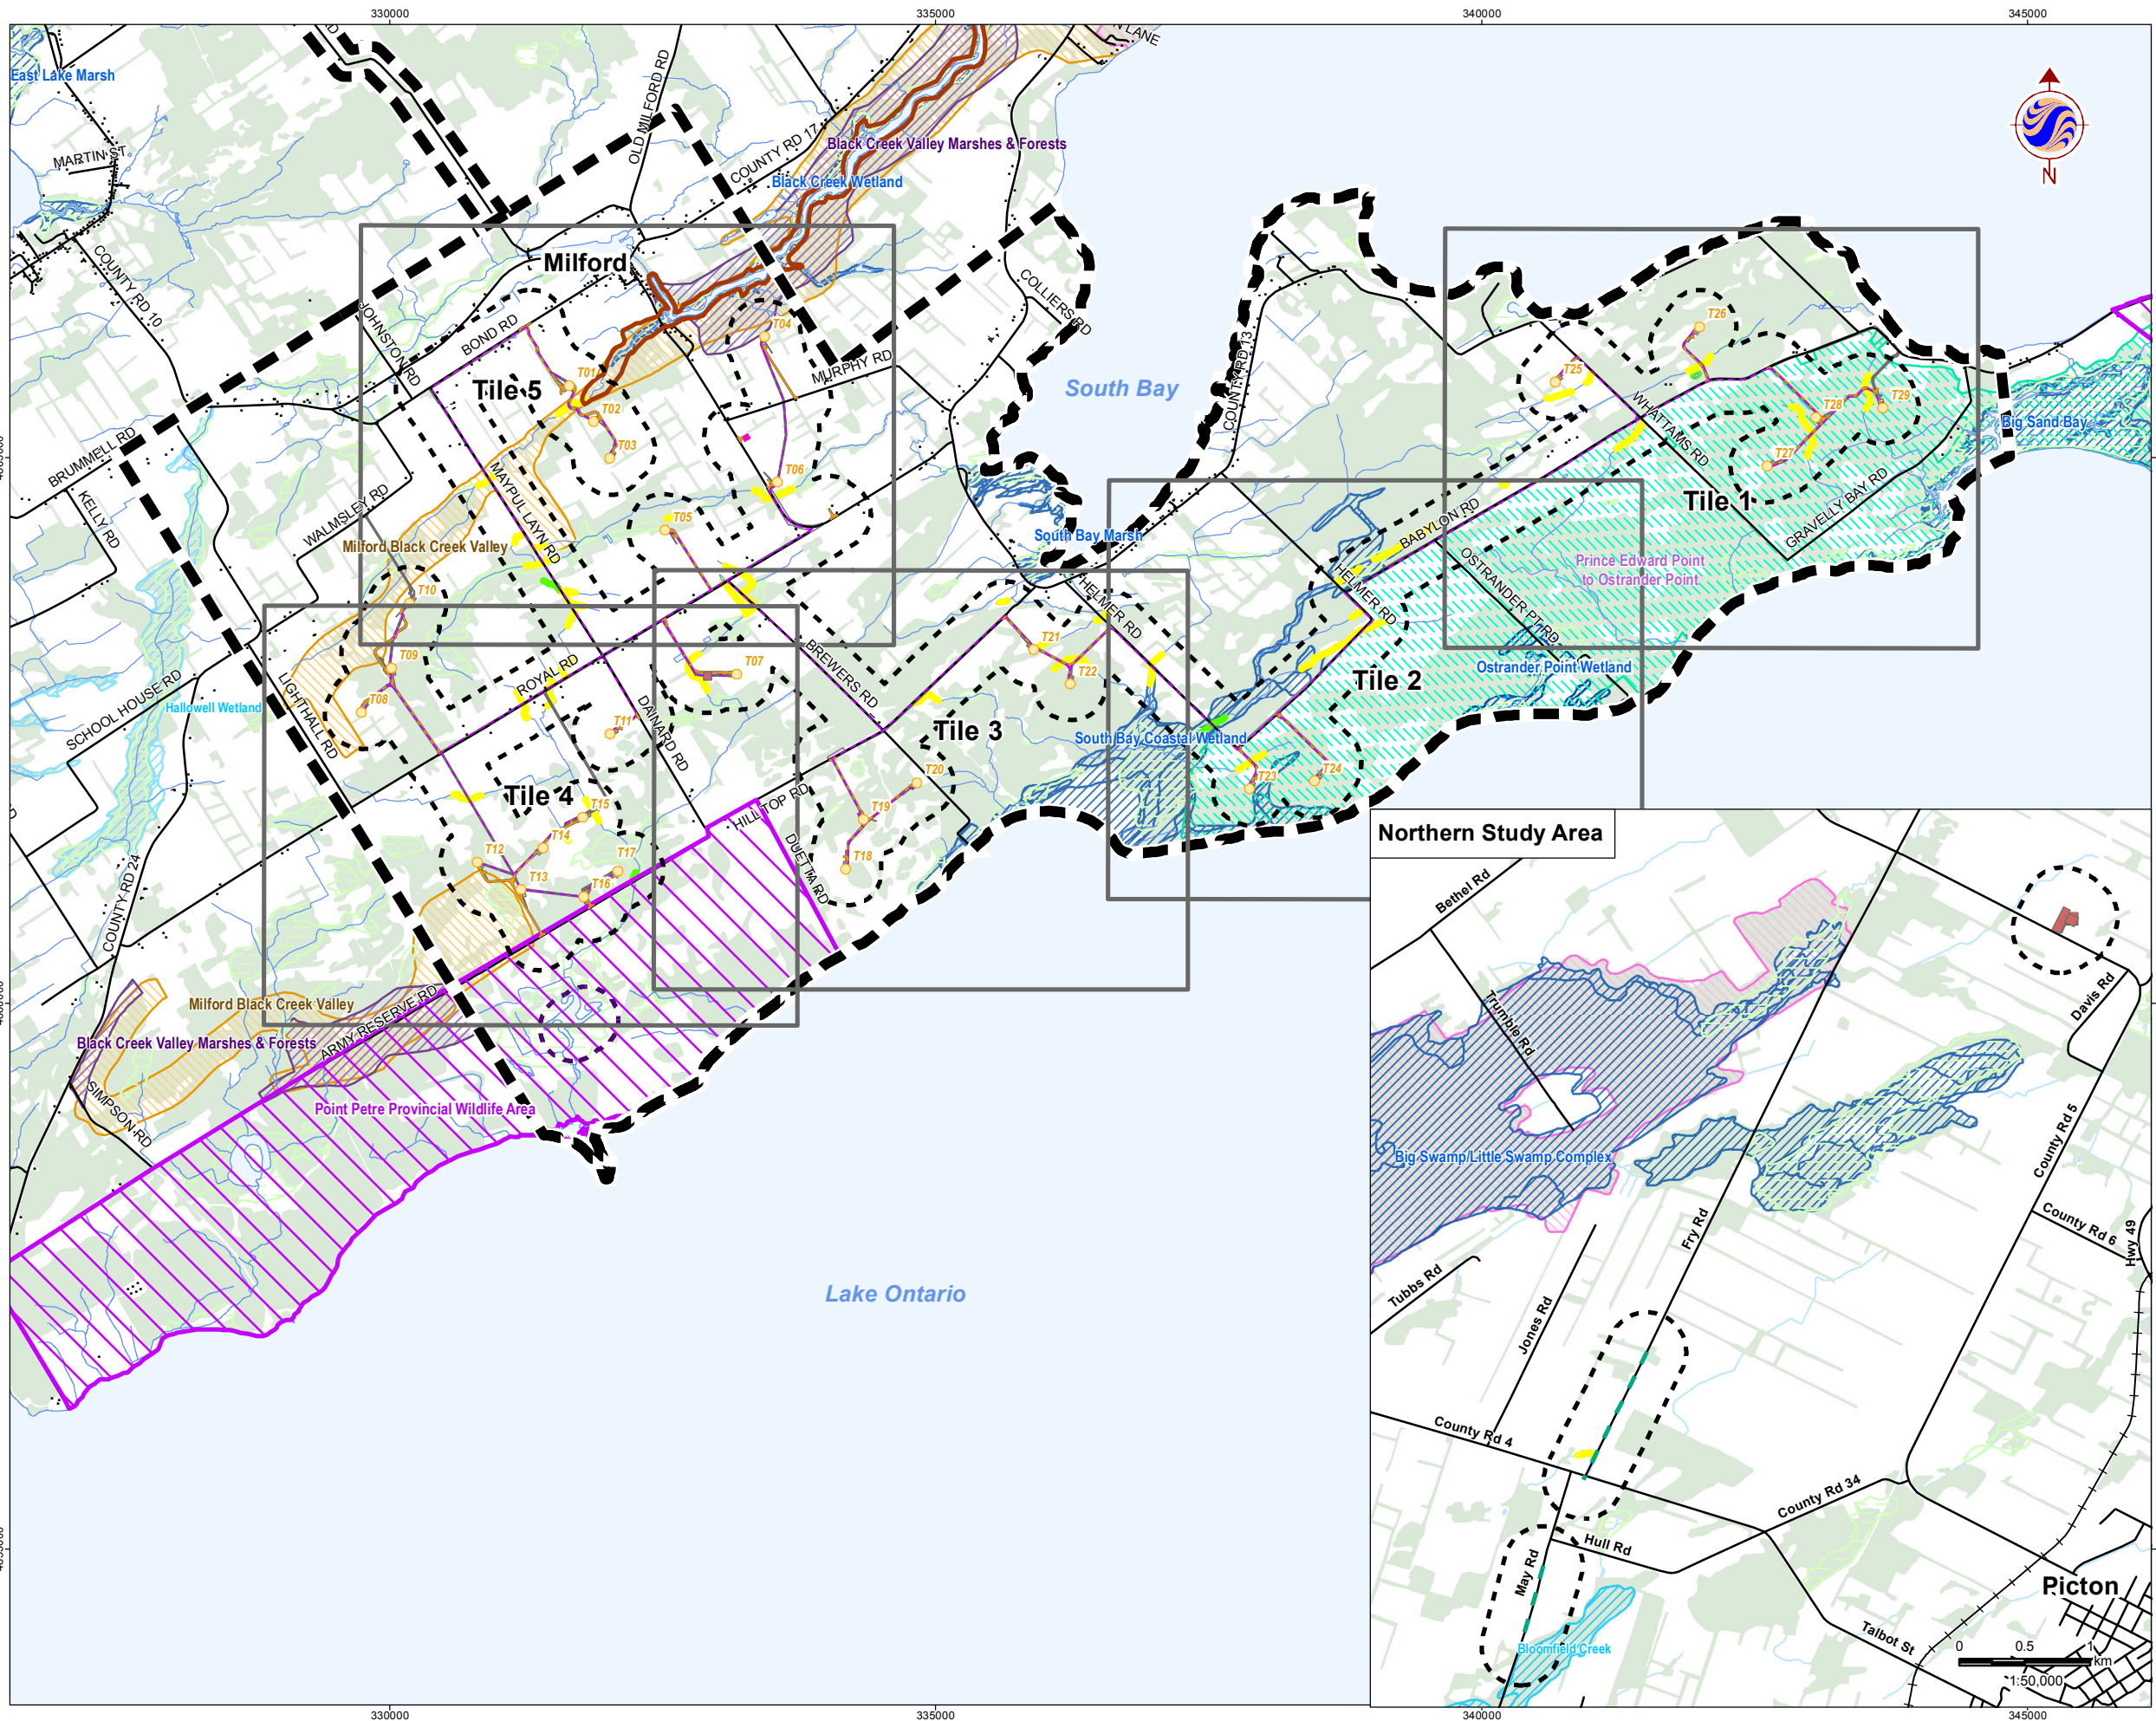 330000
335000
340000
345000
N LANE
East Lake Marsh
OLD MILFORD RD
COUNTY RD 17
MARTIN ST
Black Creek Valley Marshes & Forests
Black Creek Wetland
N
COUNTY RD 10
Milford
COLLIERS RD
JOHNSTON RD
BOND RD
T04
T26
MURPHY RD
COUNTY RD 13
T25
T01
Tile 5
South Bay
T02
WHATTAMS RD
T28
T29
Big Sand Bay
BRUMMELL RD
T03
T06
T27
KELLY RD
MAYPUL LAYN RD
Tile 1
WALMSLEY RD
T05
BABYLON RD
GRAVELLY BAY RD
South Bay Marsh
Milford Black Creek Valley
OSTRANDER PT RD
Prince Edward Point
to Ostrander Point
T10
HELMER RD
HELMER RD
T21
T09
T07
T22
BREWERS RD
ROYAL RD
Ostrander Point Wetland
SCHOOL HOUSE RD
T08
LIGHTHALL RD
Tile 2
Hallowell Wetland
T11
DAINARD RD
Tile 3
South Bay Coastal Wetland
T20
T23
T24
Tile 4
T15
HILLTOP RD
T19
T14
Northern Study Area
T12
T17
T18
DUETTA RD
T13
T16
Bethel Rd
COUNTY RD 24
Davis Rd
Milford Black Creek Valley
ARMY RESERVE RD
Trumble Rd
Black Creek Valley Marshes & Forests
SIMPSON RD
Point Petre Provincial Wildlife Area
County Rd 5
Big Swamp/Little Swamp Complex
Fry Rd
County Rd 6
Hwy 49
Tubbs Rd
Lake Ontario
Jones Rd
County Rd 4
County Rd 34
Hull Rd
May Rd
Picton
Talbot St
Bloomfield Creek
0 0.5 1
km
1:50,000
330000
335000
340000
345000